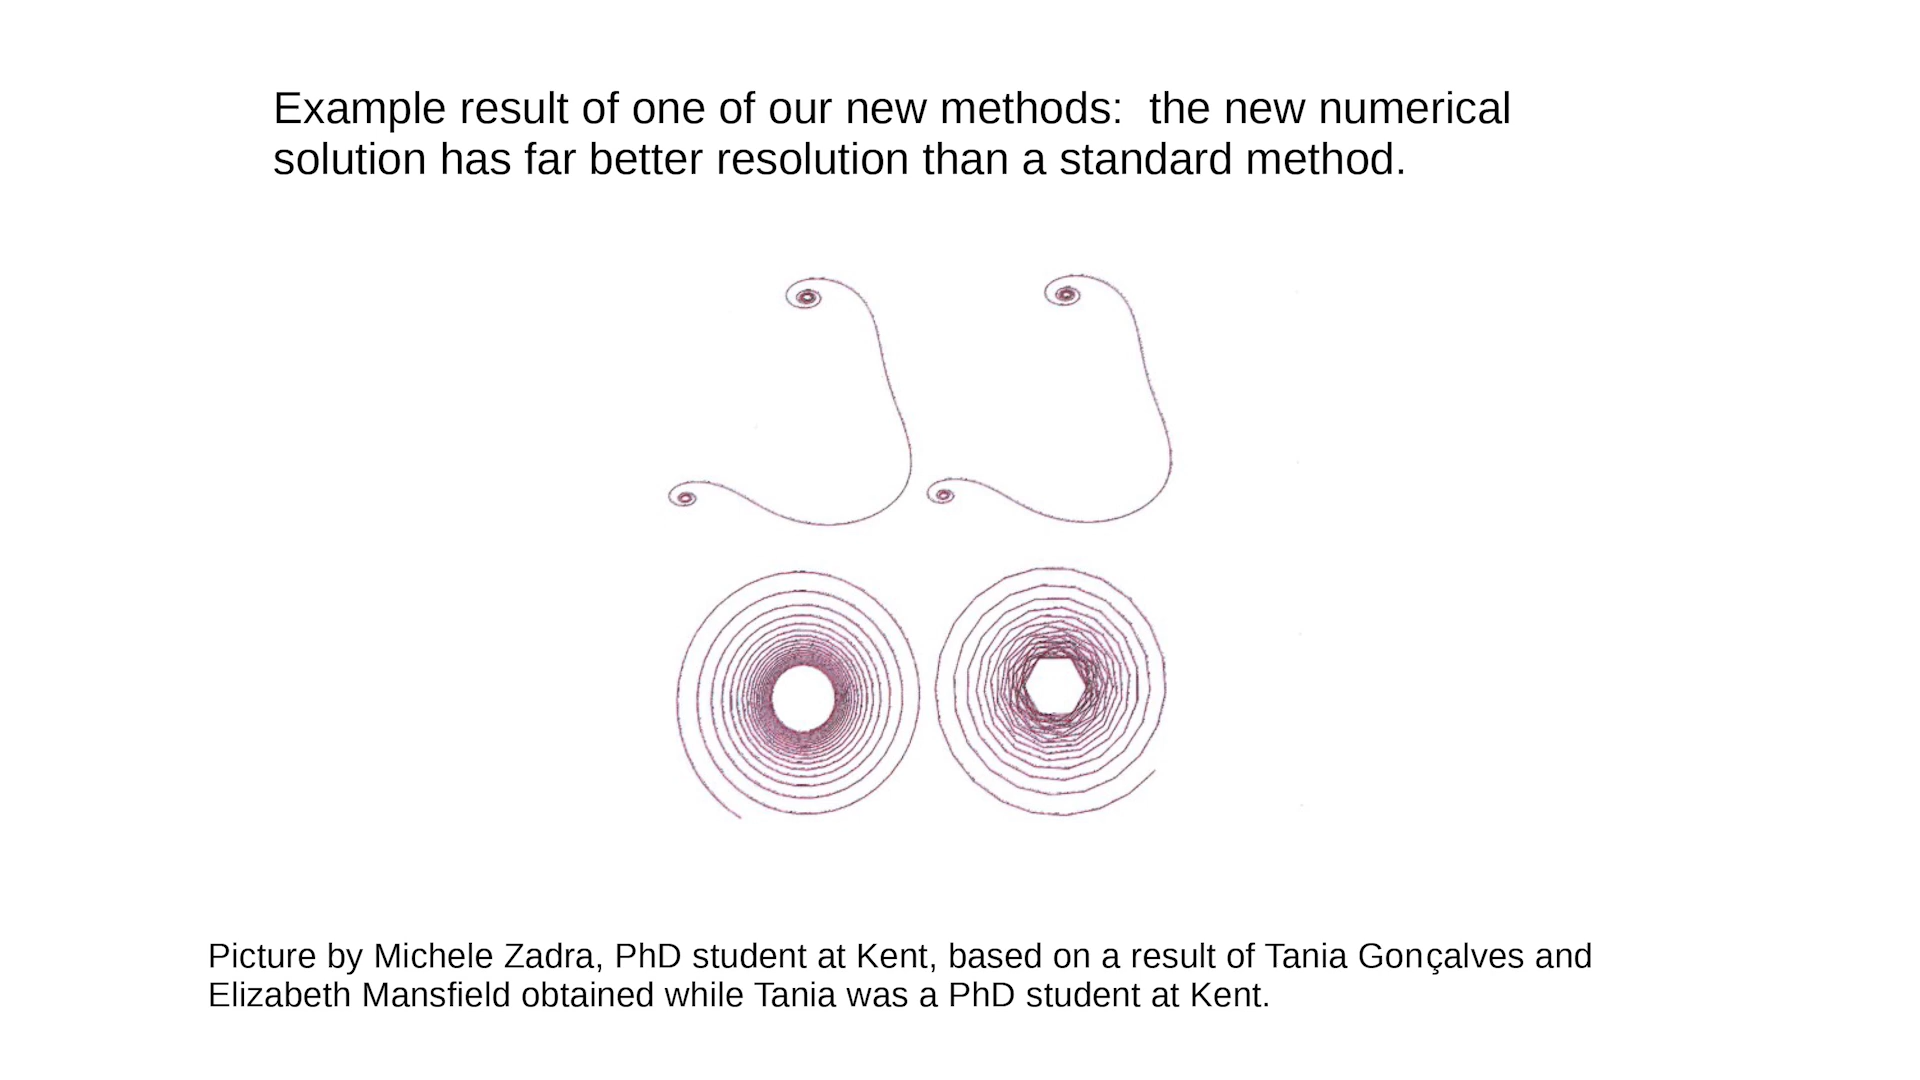 Example result of one of our new methods:  the new numerical
solution has far better resolution than a standard method.
Picture by Michele Zadra, PhD student at Kent, based on a result of Tania Gonçalves and
Elizabeth Mansfield obtained while Tania was a PhD student at Kent.